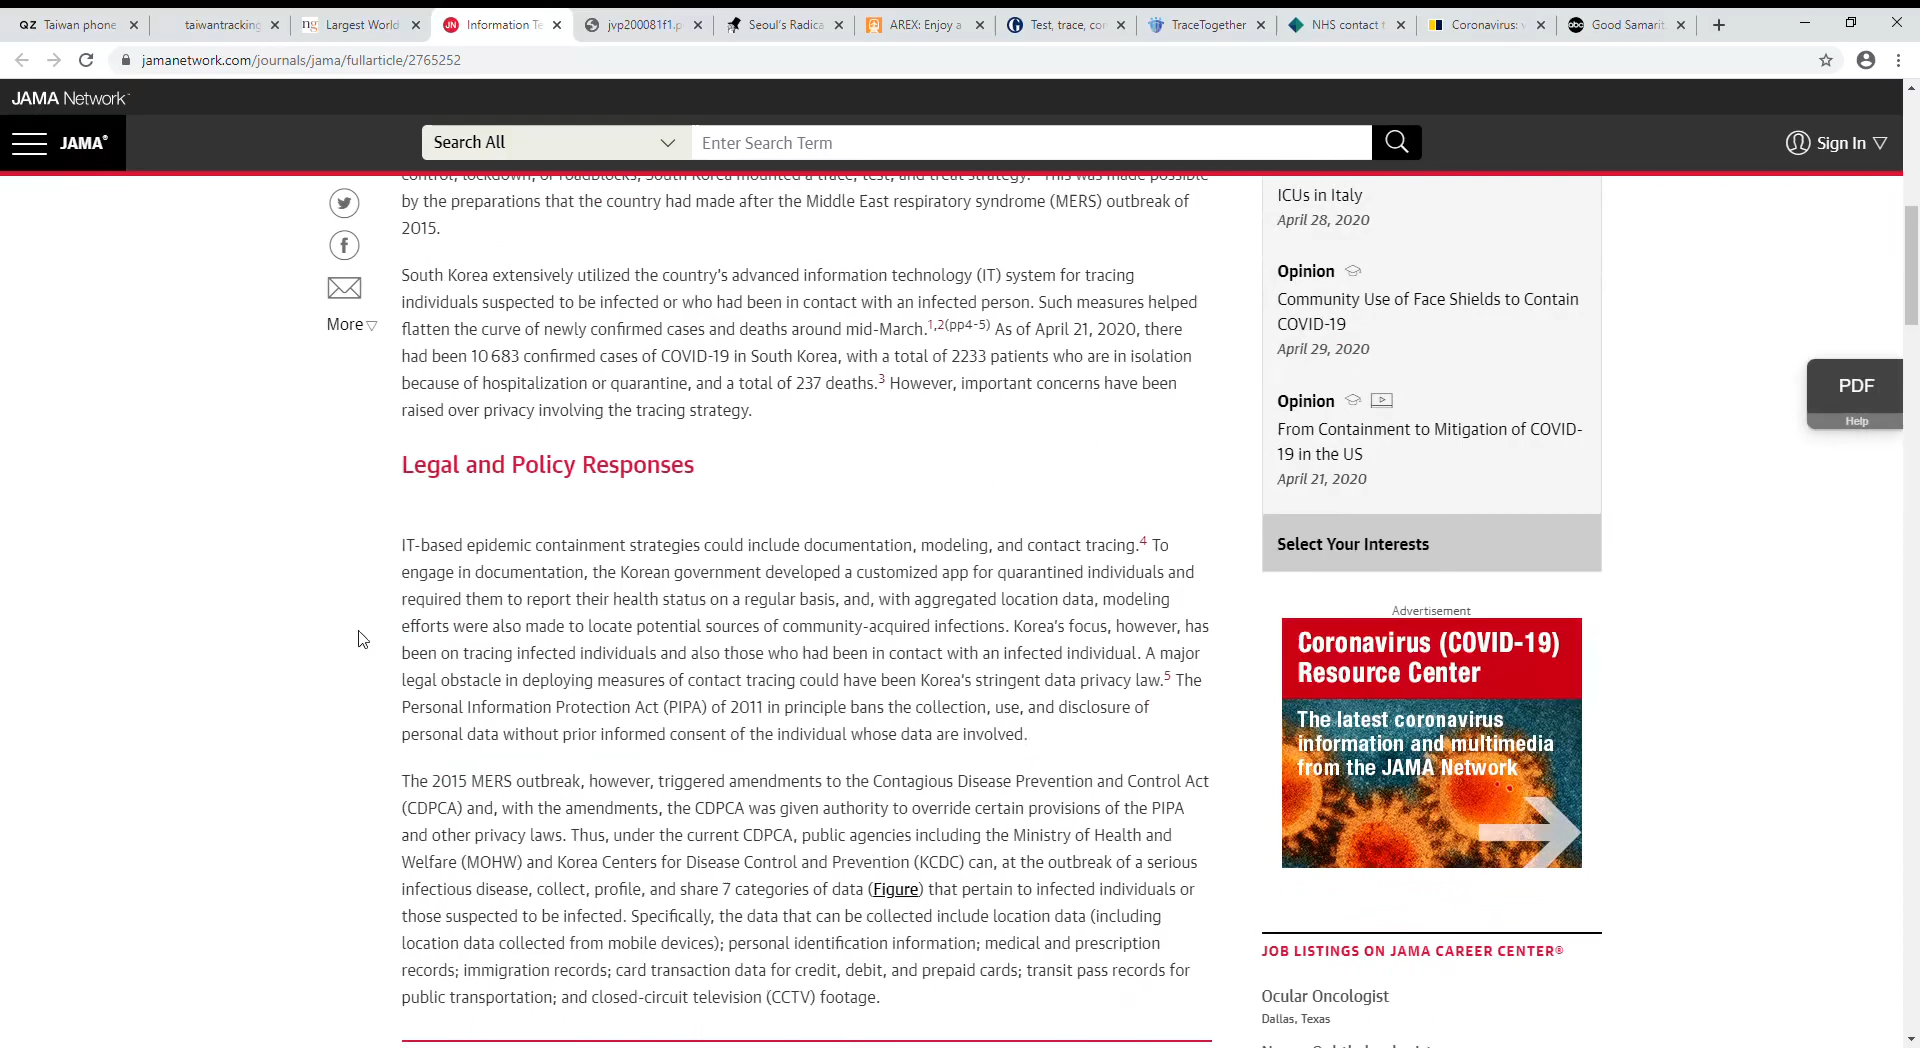 Taiwan phone
taiwantracking
Largest World
Information Te
jvp200081f1.p
Seoul's Radica
AREX: Enjoy a
Test, trace, con
TraceTogether
NHS contact t
Coronavirus: v
Good Samarit
jamanetwork.com/journals/jama/fullarticle/2765252
JAMA Network
JAMA®
Search All
Enter Search Term
Sign In
control, lockdown, or roadblocks, South Korea mounted a trace, test, and treat strategy. This was made possible
by the preparations that the country had made after the Middle East respiratory syndrome (MERS) outbreak of
2015.
More
South Korea extensively utilized the country's advanced information technology (IT) system for tracing
individuals suspected to be infected or who had been in contact with an infected person. Such measures helped
flatten the curve of newly confirmed cases and deaths around mid-March.1,2(pp4-5) As of April 21, 2020, there
had been 10 683 confirmed cases of COVID-19 in South Korea, with a total of 2233 patients who are in isolation
because of hospitalization or quarantine, and a total of 237 deaths.3 However, important concerns have been
raised over privacy involving the tracing strategy.
Legal and Policy Responses
IT-based epidemic containment strategies could include documentation, modeling, and contact tracing.4 To
engage in documentation, the Korean government developed a customized app for quarantined individuals and
required them to report their health status on a regular basis, and, with aggregated location data, modeling
efforts were also made to locate potential sources of community-acquired infections. Korea's focus, however, has
been on tracing infected individuals and also those who had been in contact with an infected individual. A major
legal obstacle in deploying measures of contact tracing could have been Korea's stringent data privacy law.5 The
Personal Information Protection Act (PIPA) of 2011 in principle bans the collection, use, and disclosure of
personal data without prior informed consent of the individual whose data are involved.
The 2015 MERS outbreak, however, triggered amendments to the Contagious Disease Prevention and Control Act
(CDPCA) and, with the amendments, the CDPCA was given authority to override certain provisions of the PIPA
and other privacy laws. Thus, under the current CDPCA, public agencies including the Ministry of Health and
Welfare (MOHW) and Korea Centers for Disease Control and Prevention (KCDC) can, at the outbreak of a serious
infectious disease, collect, profile, and share 7 categories of data (Figure) that pertain to infected individuals or
those suspected to be infected. Specifically, the data that can be collected include location data (including
location data collected from mobile devices); personal identification information; medical and prescription
records; immigration records; card transaction data for credit, debit, and prepaid cards; transit pass records for
public transportation; and closed-circuit television (CCTV) footage.
ICUs in Italy
April 28, 2020
Opinion
Community Use of Face Shields to Contain
COVID-19
April 29, 2020
Opinion
From Containment to Mitigation of COVID-
19 in the US
April 21, 2020
Select Your Interests
PDF
Help
Advertisement
Coronavirus (COVID-19)
Resource Center
The latest coronavirus
information and multimedia
from the JAMA Network
JOB LISTINGS ON JAMA CAREER CENTER®
Ocular Oncologist
Dallas, Texas